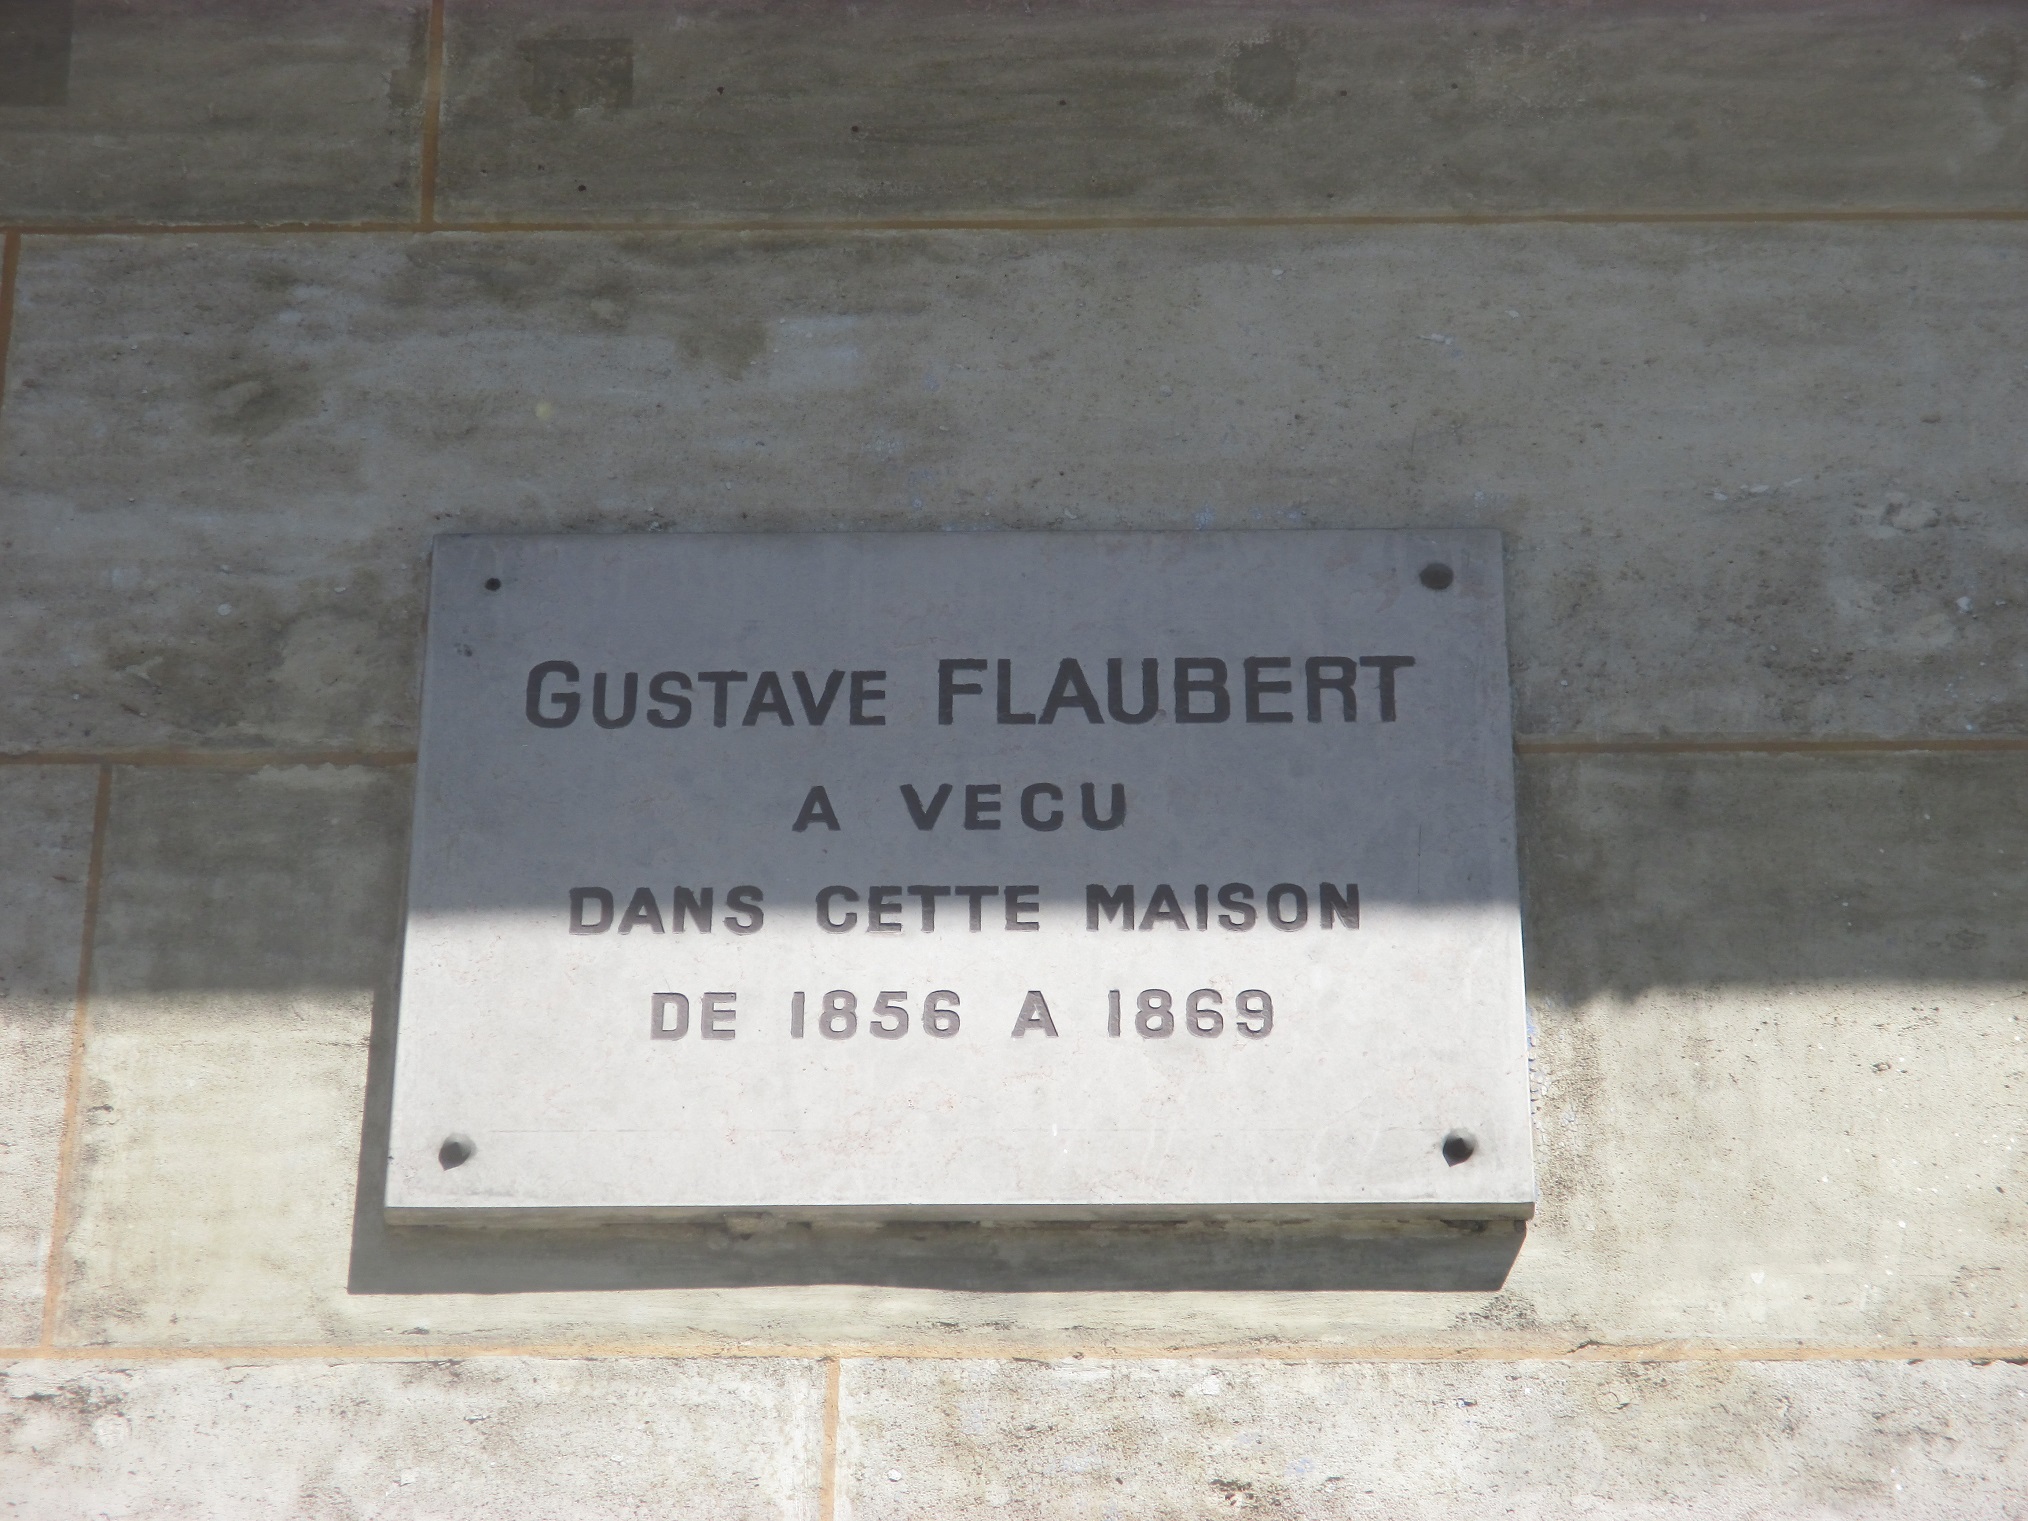 GUSTAVE FLAUBERT
A VECU
DANS CETTE MAISON
DE 1856 A 1869